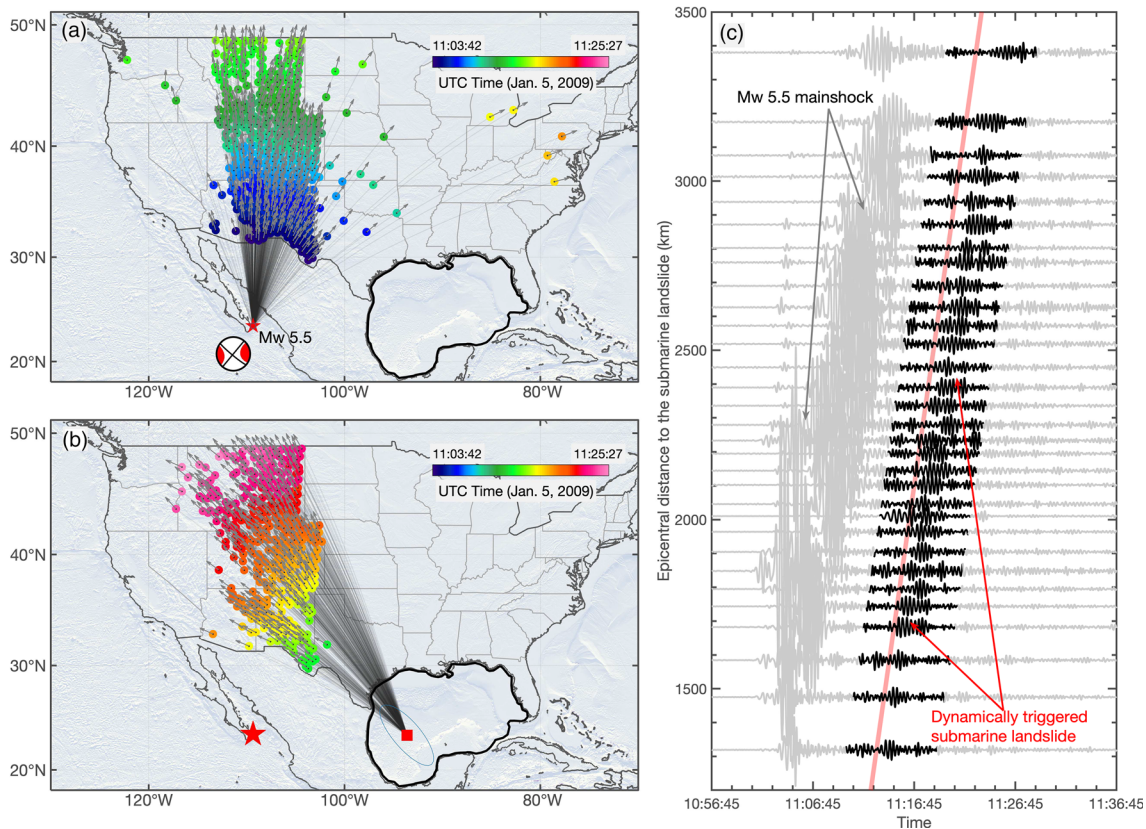 (a)
50°N
40°N
30°N
20°N
120°W
100°W
80°W
11:03:42
11:25:27
UTC Time (Jan. 5, 2009)
Mw 5.5
(b)
50°N
40°N
30°N
20°N
120°W
100°W
80°W
11:03:42
11:25:27
UTC Time (Jan. 5, 2009)
(c)
Epicentral distance to the submarine landslide (km)
3500
3000
2500
2000
1500
Mw 5.5 mainshock
Dynamically triggered
submarine landslide
10:56:45
11:06:45
11:16:45
11:26:45
11:36:45
Time